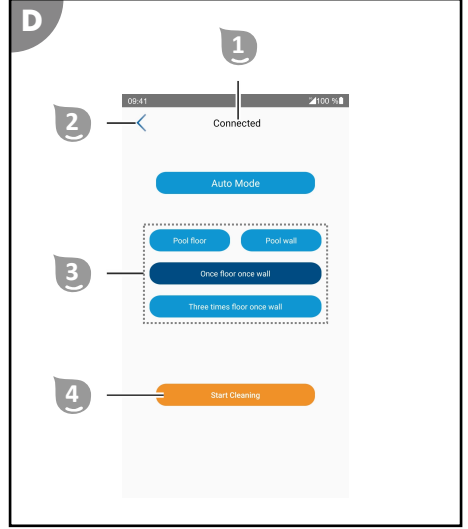 D
1
09:41 100 %
2 Connected
Auto Mode
Pool floor Pool wall
3 Once floor once wall
Three times floor once wall
4 Start Cleaning